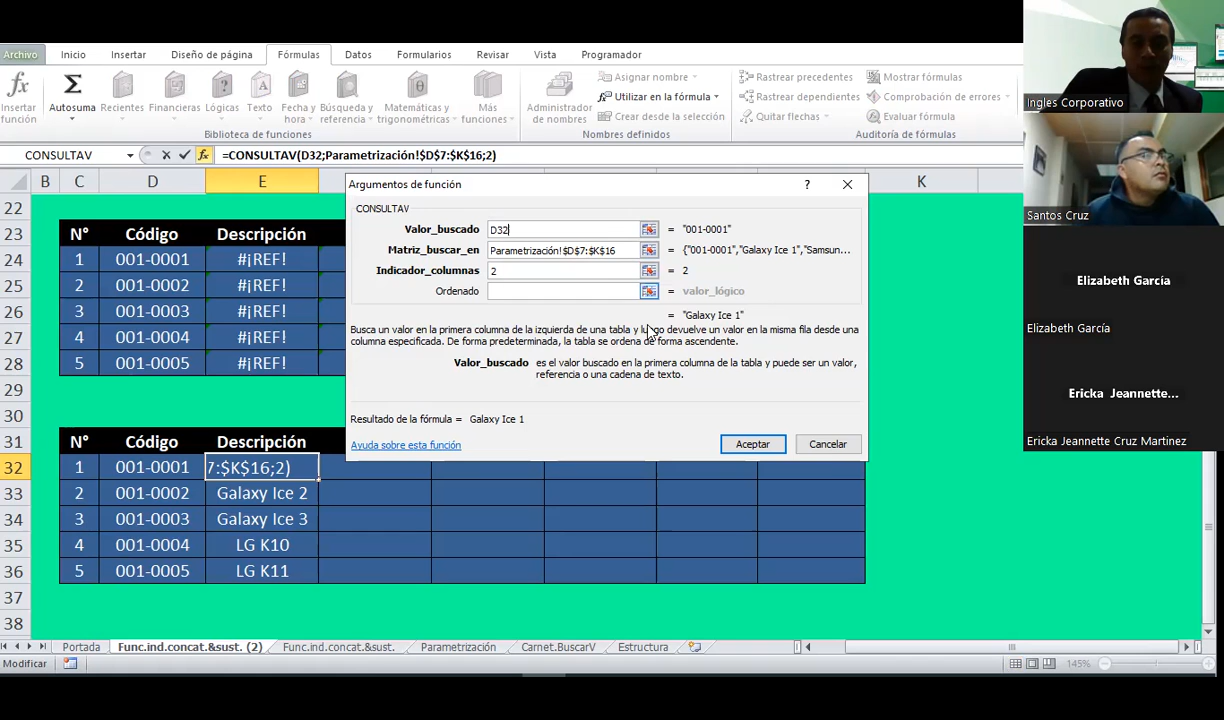 Archivo Inicio Insertar Diseño de página Fórmulas Datos Formularios Revisar Vista Programador
fx Σ θ
Insertar función
Autosuma
Recientes
Financieras
Lógicas
Texto
Fecha y hora
Búsqueda y referencia
Matemáticas y trigonométricas
Más funciones
Biblioteca de funciones
Administrador de nombres
Asignar nombre
Utilizar en la fórmula
Crear desde la selección
Nombres definidos
Rastrear precedentes
Rastrear dependientes
Quitar flechas
Mostrar fórmulas
Comprobación de errores
Evaluar fórmula
Auditoría de fórmulas
CONSULTAV fx =CONSULTAV(D32;Parametrización!$D$7:$K$16;2)
B C D E K
22
23 N° Código Descripción
24 1 001-0001 #¡REF!
25 2 001-0002 #¡REF!
26 3 001-0003 #¡REF!
27 4 001-0004 #¡REF!
28 5 001-0005 #¡REF!
29
30
31 N° Código Descripción
32 1 001-0001 7:$K$16;2)
33 2 001-0002 Galaxy Ice 2
34 3 001-0003 Galaxy Ice 3
35 4 001-0004 LG K10
36 5 001-0005 LG K11
37
38
Argumentos de función ?
CONSULTAV
Valor_buscado D32 = "001-0001"
Matriz_buscar_en Parametrización!$D$7:$K$16 = {"001-0001","Galaxy Ice 1","Samsun...
Indicador_columnas 2 = 2
Ordenado = valor_lógico
= "Galaxy Ice 1"
Busca un valor en la primera columna de la izquierda de una tabla y luego devuelve un valor en la misma fila desde una
columna especificada. De forma predeterminada, la tabla se ordena de forma ascendente.
Valor_buscado es el valor buscado en la primera columna de la tabla y puede ser un valor,
referencia o una cadena de texto.
Resultado de la fórmula = Galaxy Ice 1
Ayuda sobre esta función Aceptar Cancelar
Portada Func.ind.concat.&sust. (2) Func.ind.concat.&sust. Parametrización Carnet.BuscarV Estructura
Modificar 145%
Ingles Corporativo
Santos Cruz
Elizabeth García
Elizabeth García
Ericka Jeannette...
Ericka Jeannette Cruz Martinez